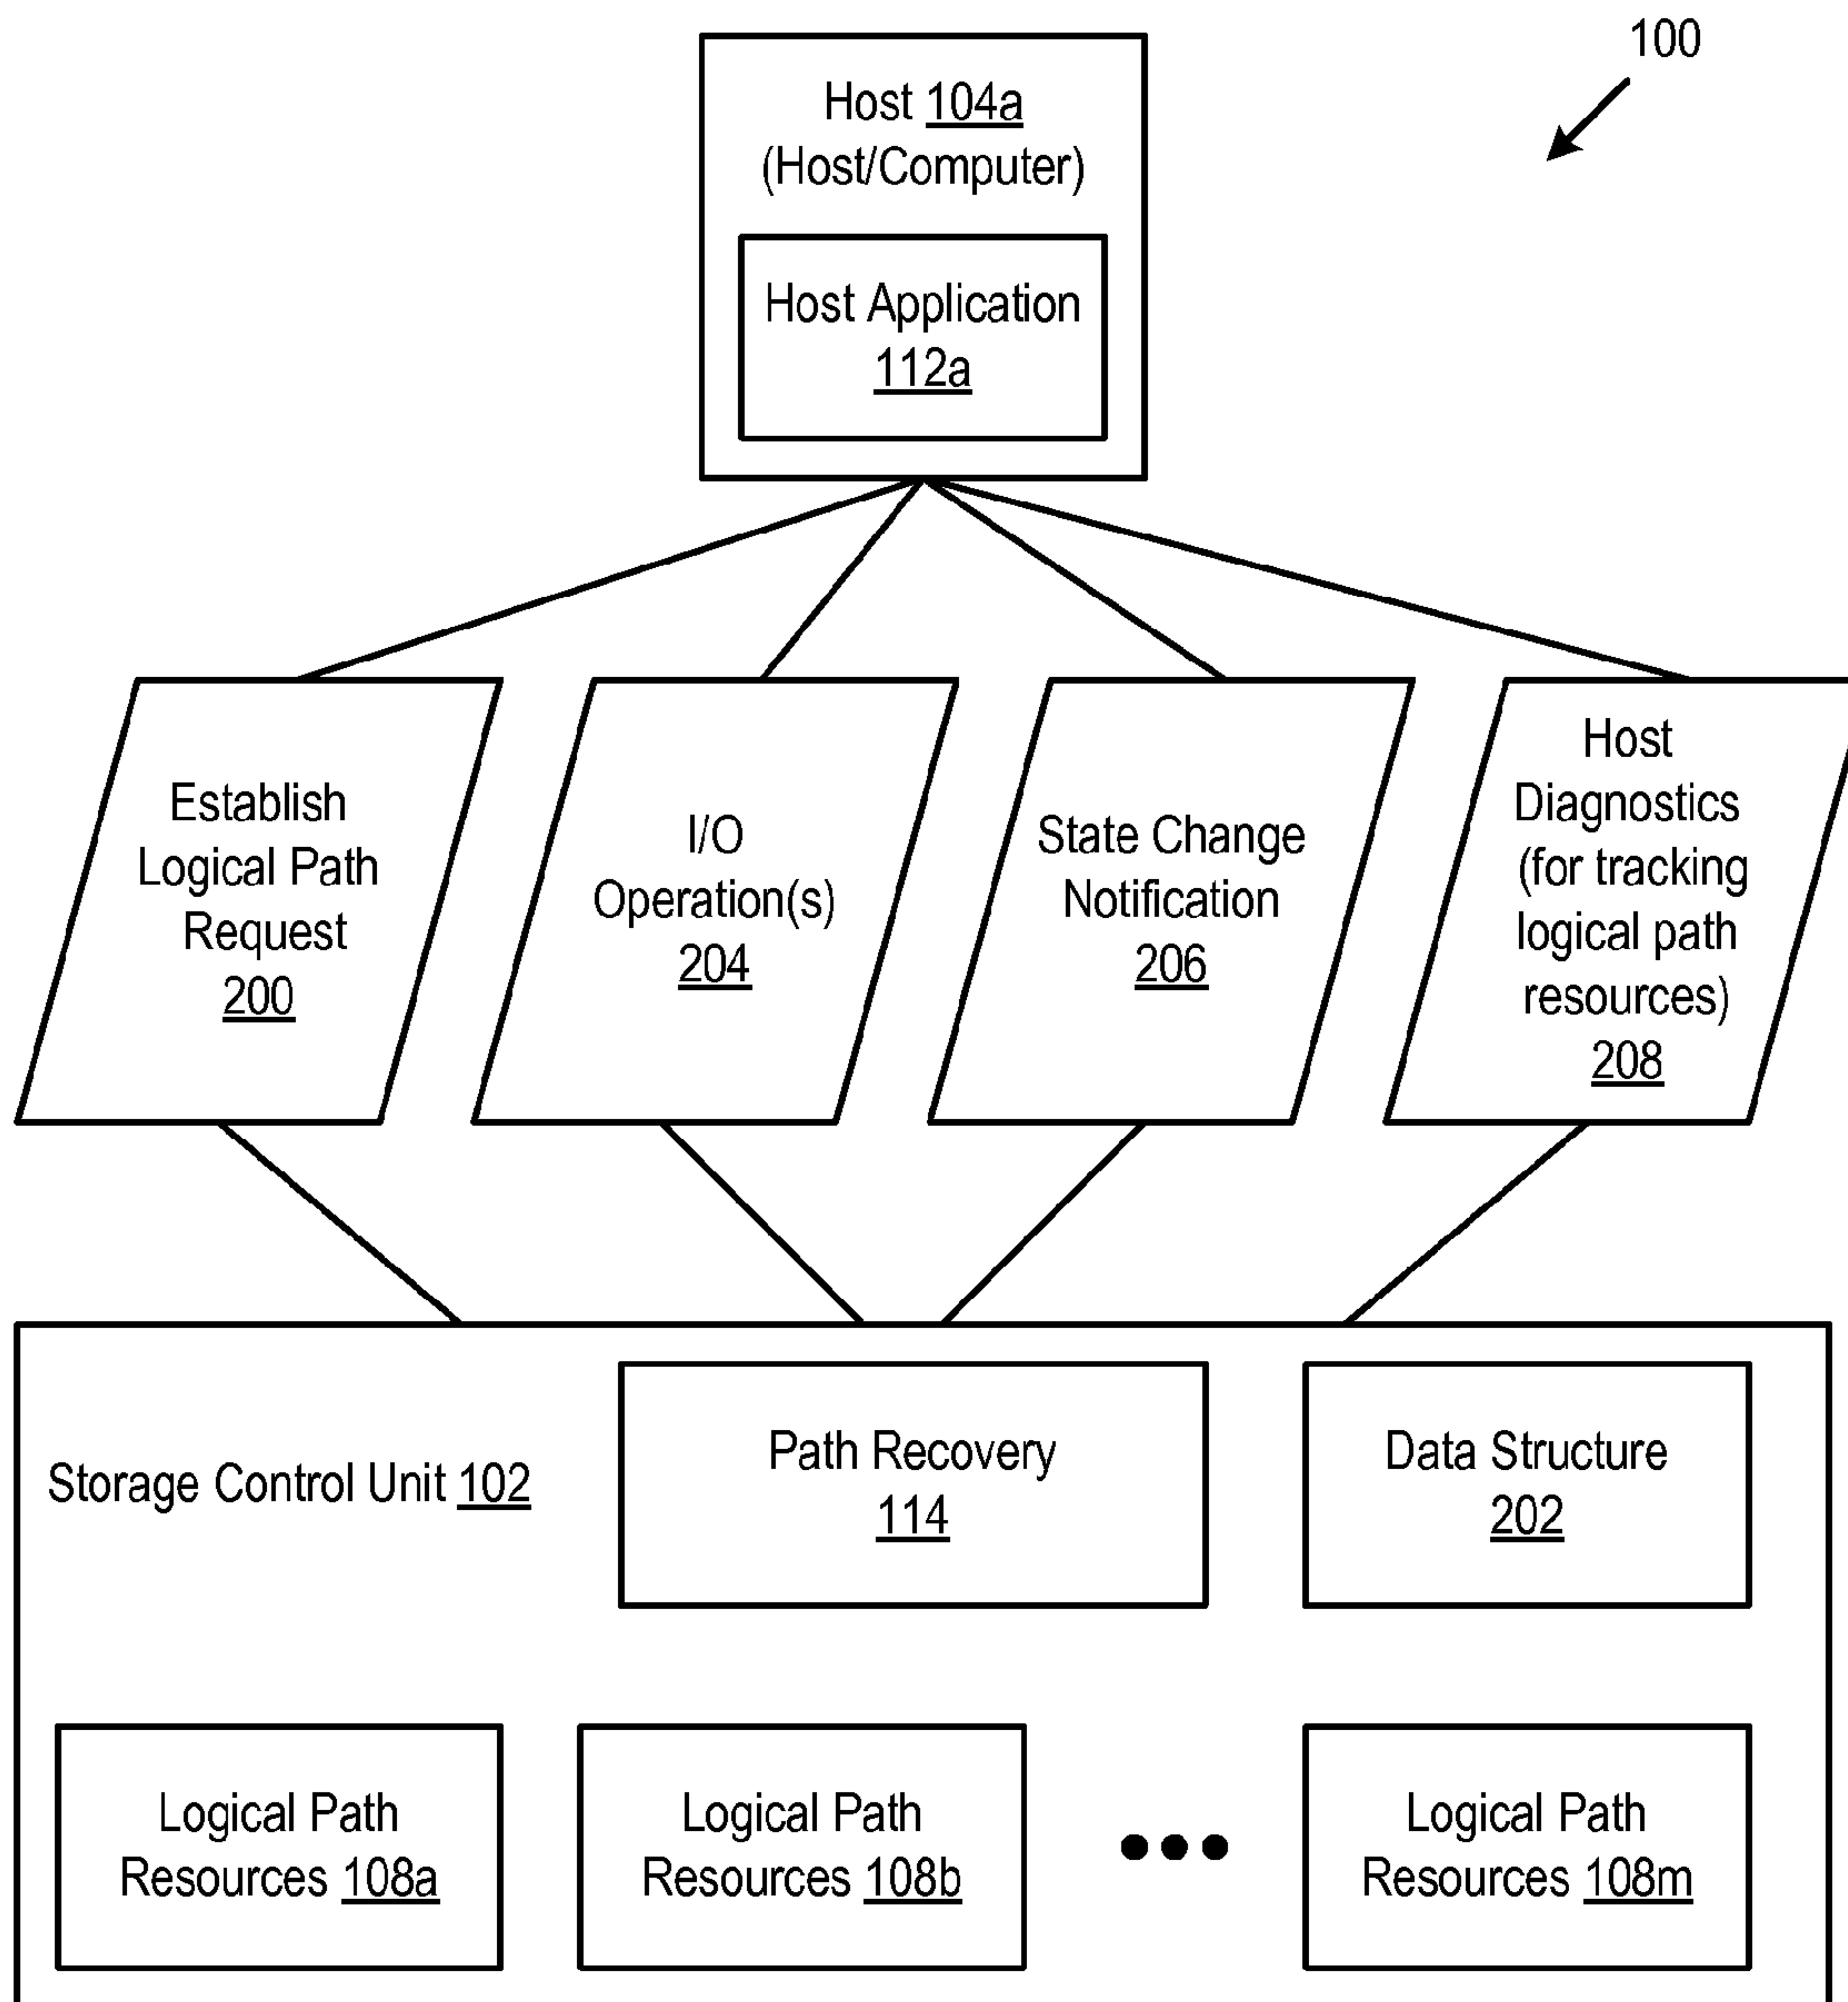 100
Host 104a
(Host/Computer)
Host Application
112a
Establish
Logical Path
Request
200
I/O
Operation(s)
204
State Change
Notification
206
Host
Diagnostics
(for tracking
logical path
resources)
208
Storage Control Unit 102
Path Recovery
114
Data Structure
202
Logical Path
Resources 108a
Logical Path
Resources 108b
Logical Path
Resources 108m